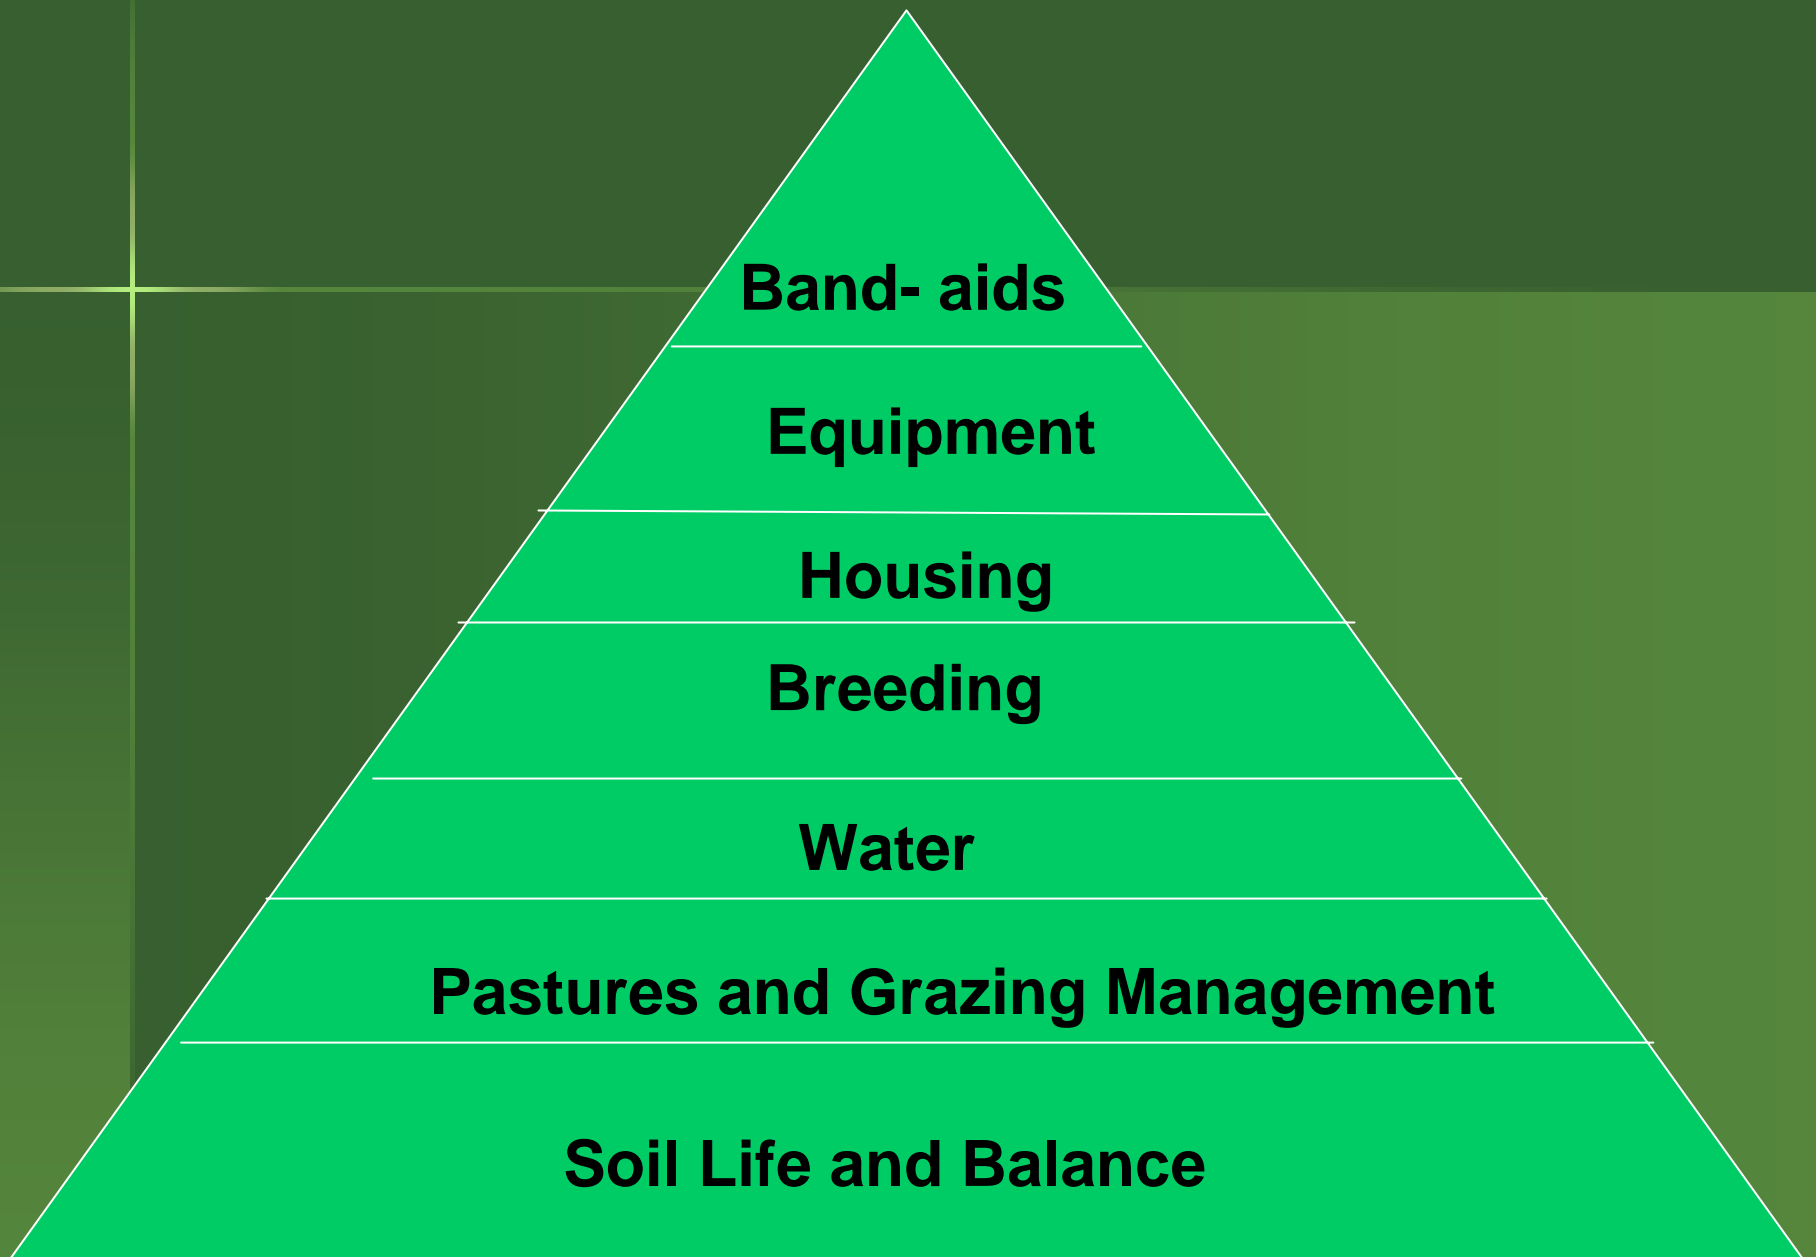 Band- aids
Equipment
Housing
Breeding
Water
Pastures and Grazing Management
Soil Life and Balance